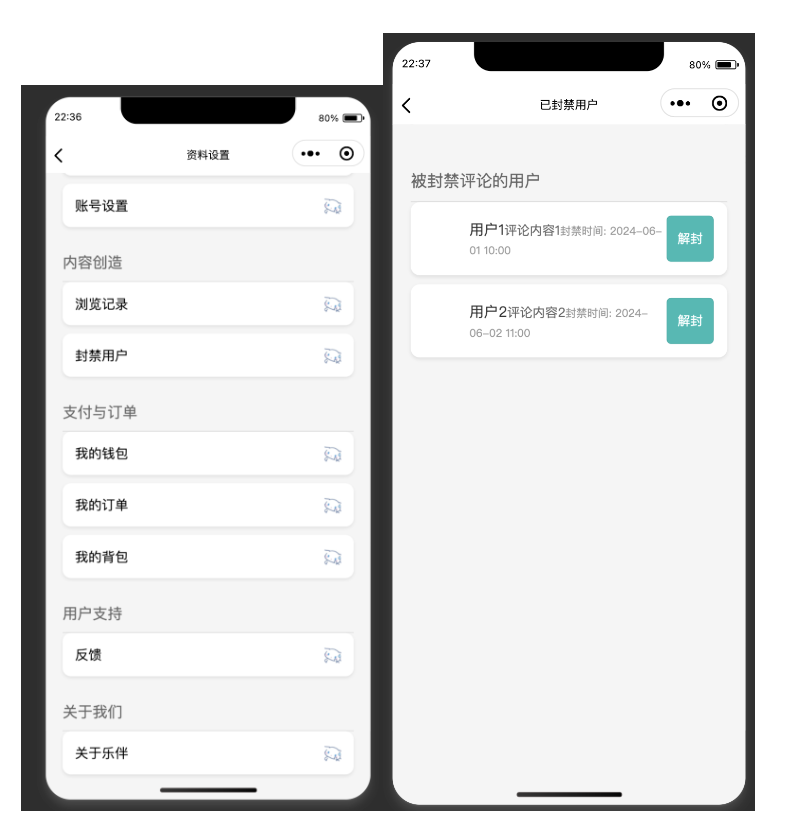 22:36
80%
资料设置
账号设置
内容创造
浏览记录
封禁用户
支付与订单
我的钱包
我的订单
我的背包
用户支持
反馈
关于我们
关于乐伴
22:37
80%
已封禁用户
被封禁评论的用户
用户1评论内容1封禁时间: 2024-06-
01 10:00
解封
用户2评论内容2封禁时间: 2024-
06-02 11:00
解封